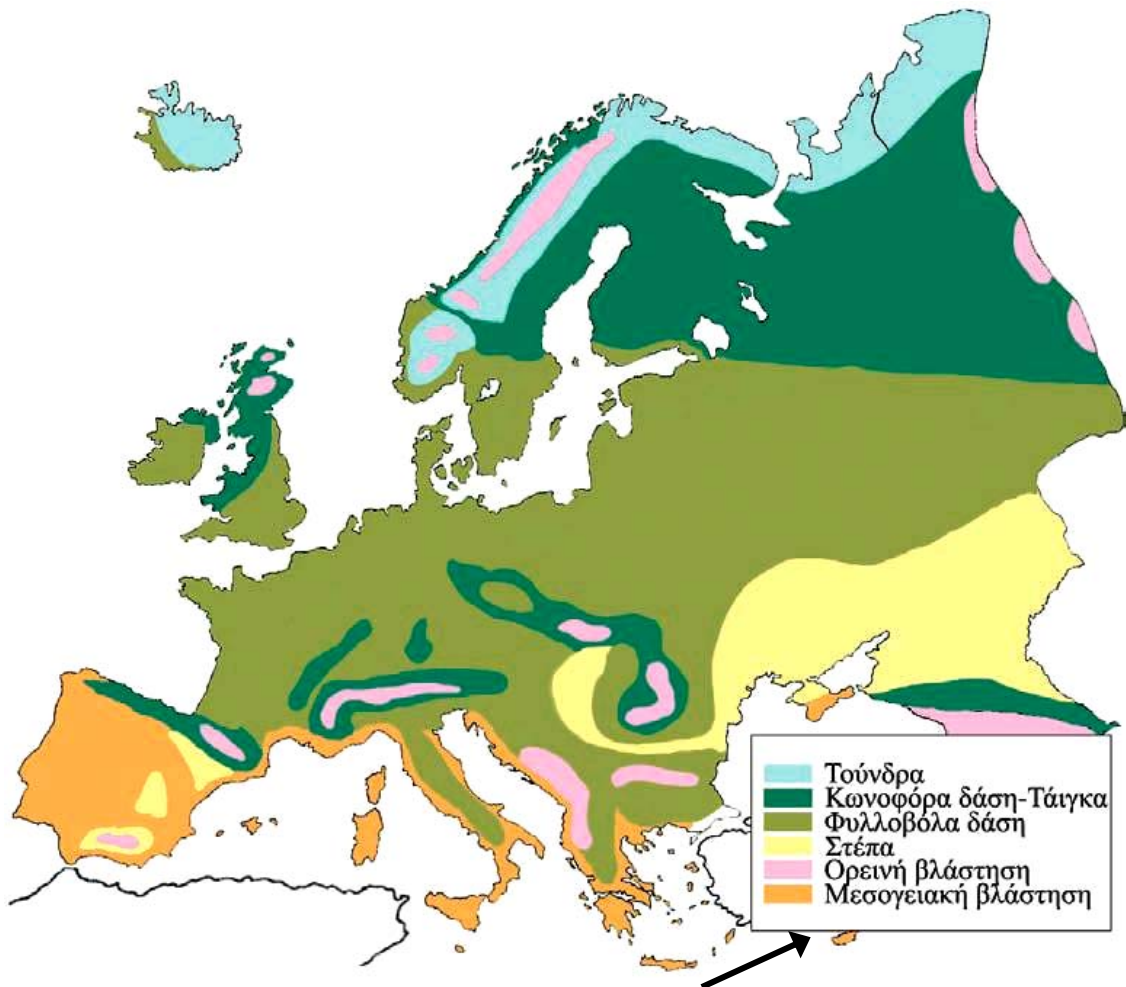 Τούνδρα
Κωνοφόρα δάση-Τάιγκα
Φυλλοβόλα δάση
Στέπα
Ορεινή βλάστηση
Μεσογειακή βλάστηση